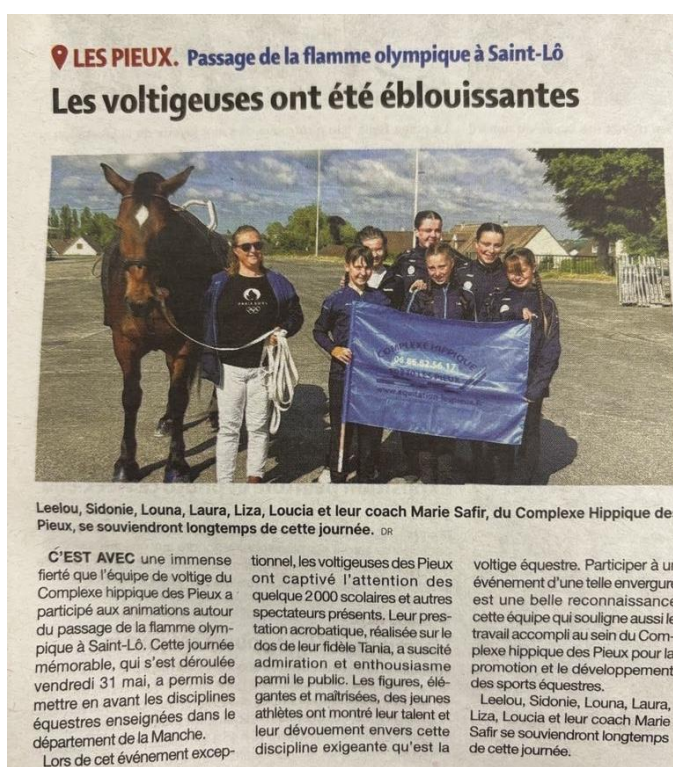 LES PIEUX. Passage de la flamme olympique à Saint-Lô
Les voltigeuses ont été éblouissantes
PARIS 2024
COMPLEXE HIPPIQUE
LES PIEUX
Leelou, Sidonie, Louna, Laura, Liza, Loucia et leur coach Marie Safir, du Complexe Hippique des
Pieux, se souviendront longtemps de cette journée. DR
C'EST AVEC une immense
fierté que l'équipe de voltige du
Complexe hippique des Pieux a
participé aux animations autour
du passage de la flamme olym-
pique à Saint-Lô. Cette journée
mémorable, qui s'est déroulée
vendredi 31 mai, a permis de
mettre en avant les disciplines
équestres enseignées dans le
département de la Manche.
Lors de cet événement excep-
tionnel, les voltigeuses des Pieux
ont captivé l'attention des
quelque 2000 scolaires et autres
spectateurs présents. Leur pres-
tation acrobatique, réalisée sur le
dos de leur fidèle Tania, a suscité
admiration et enthousiasme
parmi le public. Les figures, élé-
gantes et maîtrisées, des jeunes
athlètes ont montré leur talent et
leur dévouement envers cette
discipline exigeante qu'est la
voltige équestre. Participer à un
événement d'une telle envergure
est une belle reconnaissance
cette équipe qui souligne aussi le
travail accompli au sein du Com-
plexe hippique des Pieux pour la
promotion et le développement
des sports équestres.
Leelou, Sidonie, Louna, Laura,
Liza, Loucia et leur coach Marie
Safir se souviendront longtemps
de cette journée.